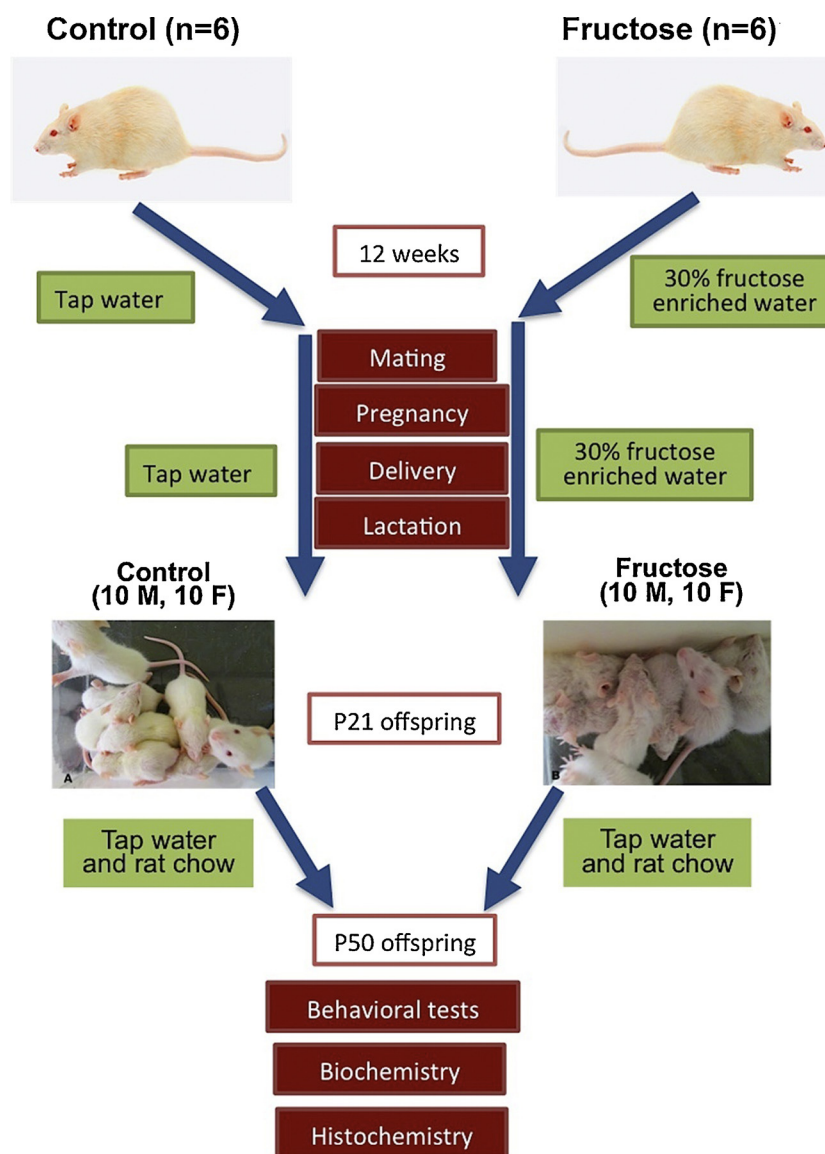 Control (n=6)
Fructose (n=6)
12 weeks
Tap water
30% fructose
enriched water
Mating
Pregnancy
Delivery
Lactation
Tap water
30% fructose
enriched water
Control
(10 M, 10 F)
Fructose
(10 M, 10 F)
P21 offspring
A
B
Tap water
and rat chow
Tap water
and rat chow
P50 offspring
Behavioral tests
Biochemistry
Histochemistry